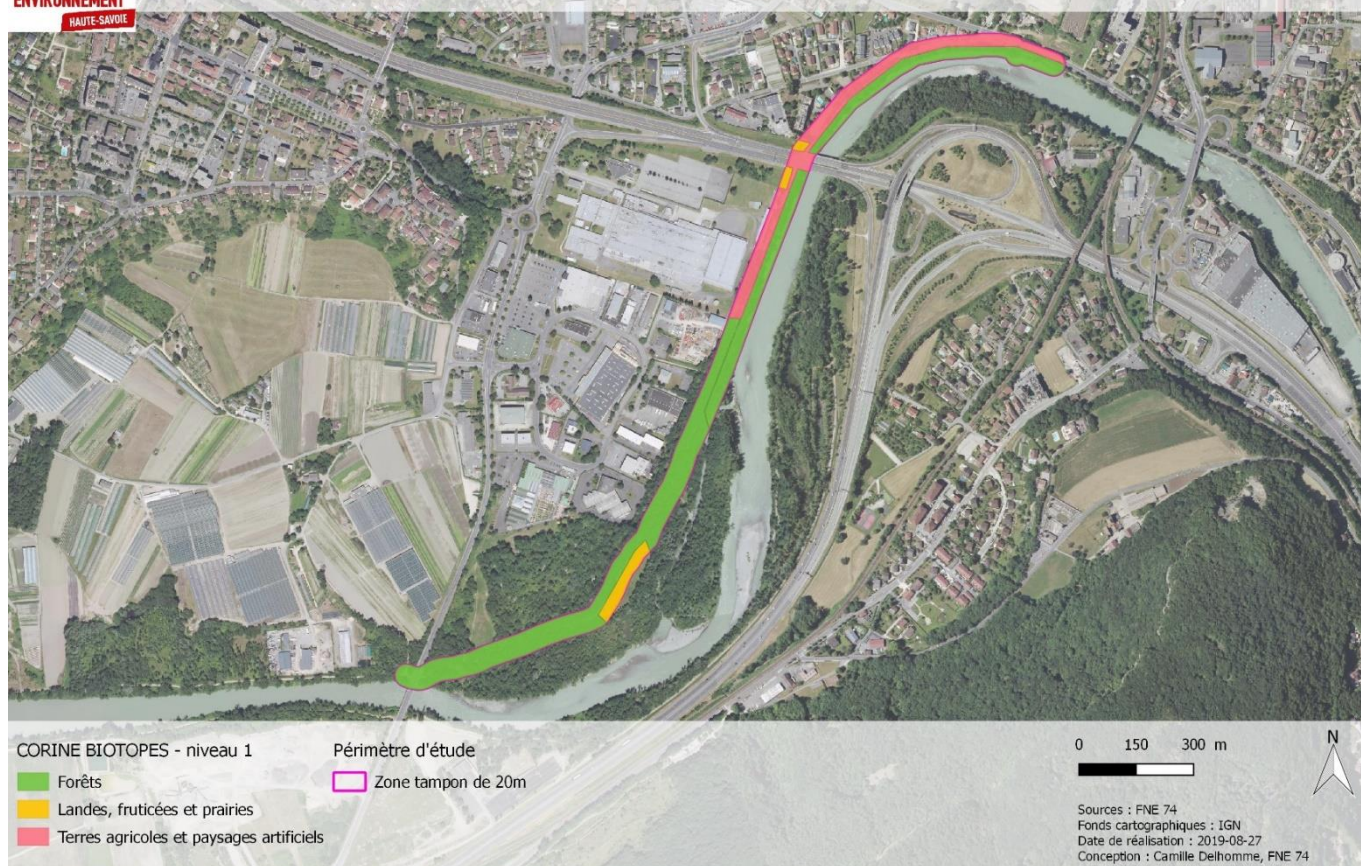 ENVIRONNEMENT
HAUTE-SAVOIE
CORINE BIOTOPES - niveau 1
Forêts
Landes, fruticées et prairies
Terres agricoles et paysages artificiels
Périmètre d'étude
Zone tampon de 20m
0 150 300 m
N
Sources : FNE 74
Fonds cartographiques : IGN
Date de réalisation : 2019-08-27
Conception : Camille Delhomme, FNE 74